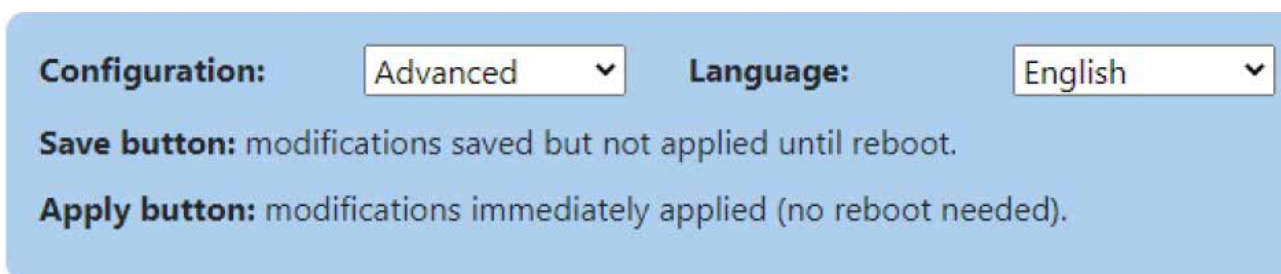 Configuration: Advanced Language: English
Save button: modifications saved but not applied until reboot.
Apply button: modifications immediately applied (no reboot needed).